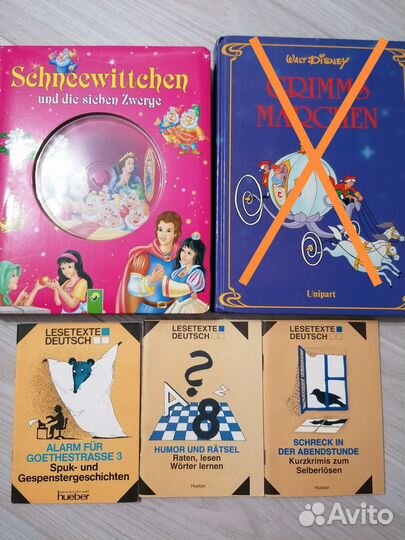 Schneewittchen
und die sieben Zwerge
WALT DISNEY
GRIMMS
MÄRCHEN
Unipart
LESETEXTE
DEUTSCH
ALARM FÜR
GOETHESTRASSE 3
Spuk- und
Gespenstergeschichten
hueber
LESETEXTE
DEUTSCH
?
A
8
HUMOR UND RÄTSEL
Raten, lesen
Wörter lernen
Hueber
LESETEXTE
DEUTSCH
SCHRECK IN
DER ABENDSTUNDE
Kurzkrimis zum
Selberlösen
Hueber
Avito